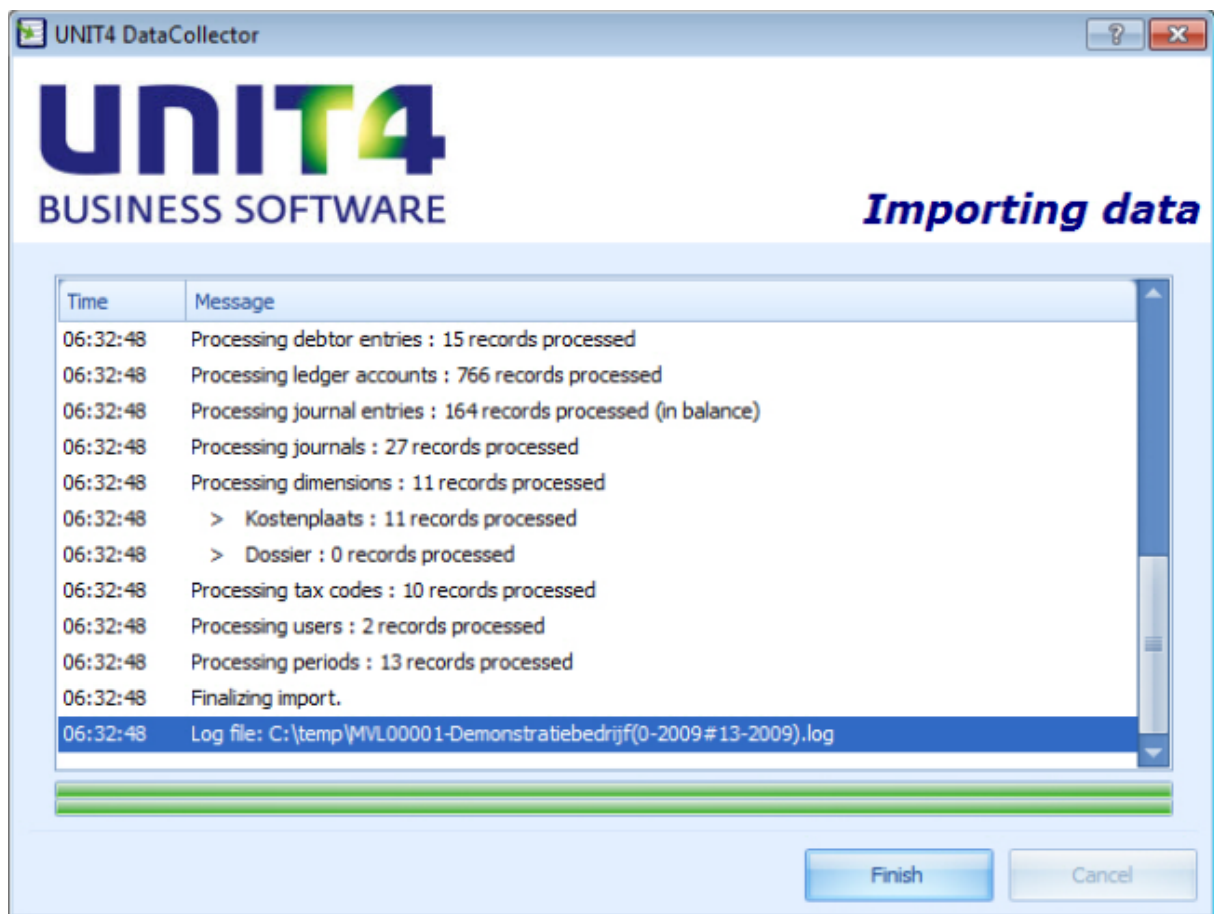 UNIT4 DataCollector
UNIT4
BUSINESS SOFTWARE
Importing data
Time Message
06:32:48 Processing debtor entries : 15 records processed
06:32:48 Processing ledger accounts : 766 records processed
06:32:48 Processing journal entries : 164 records processed (in balance)
06:32:48 Processing journals : 27 records processed
06:32:48 Processing dimensions : 11 records processed
06:32:48 > Kostenplaats : 11 records processed
06:32:48 > Dossier : 0 records processed
06:32:48 Processing tax codes : 10 records processed
06:32:48 Processing users : 2 records processed
06:32:48 Processing periods : 13 records processed
06:32:48 Finalizing import.
06:32:48 Log file: C:\temp\MVL00001-Demonstratiebedrijf(0-2009#13-2009).log
Finish Cancel